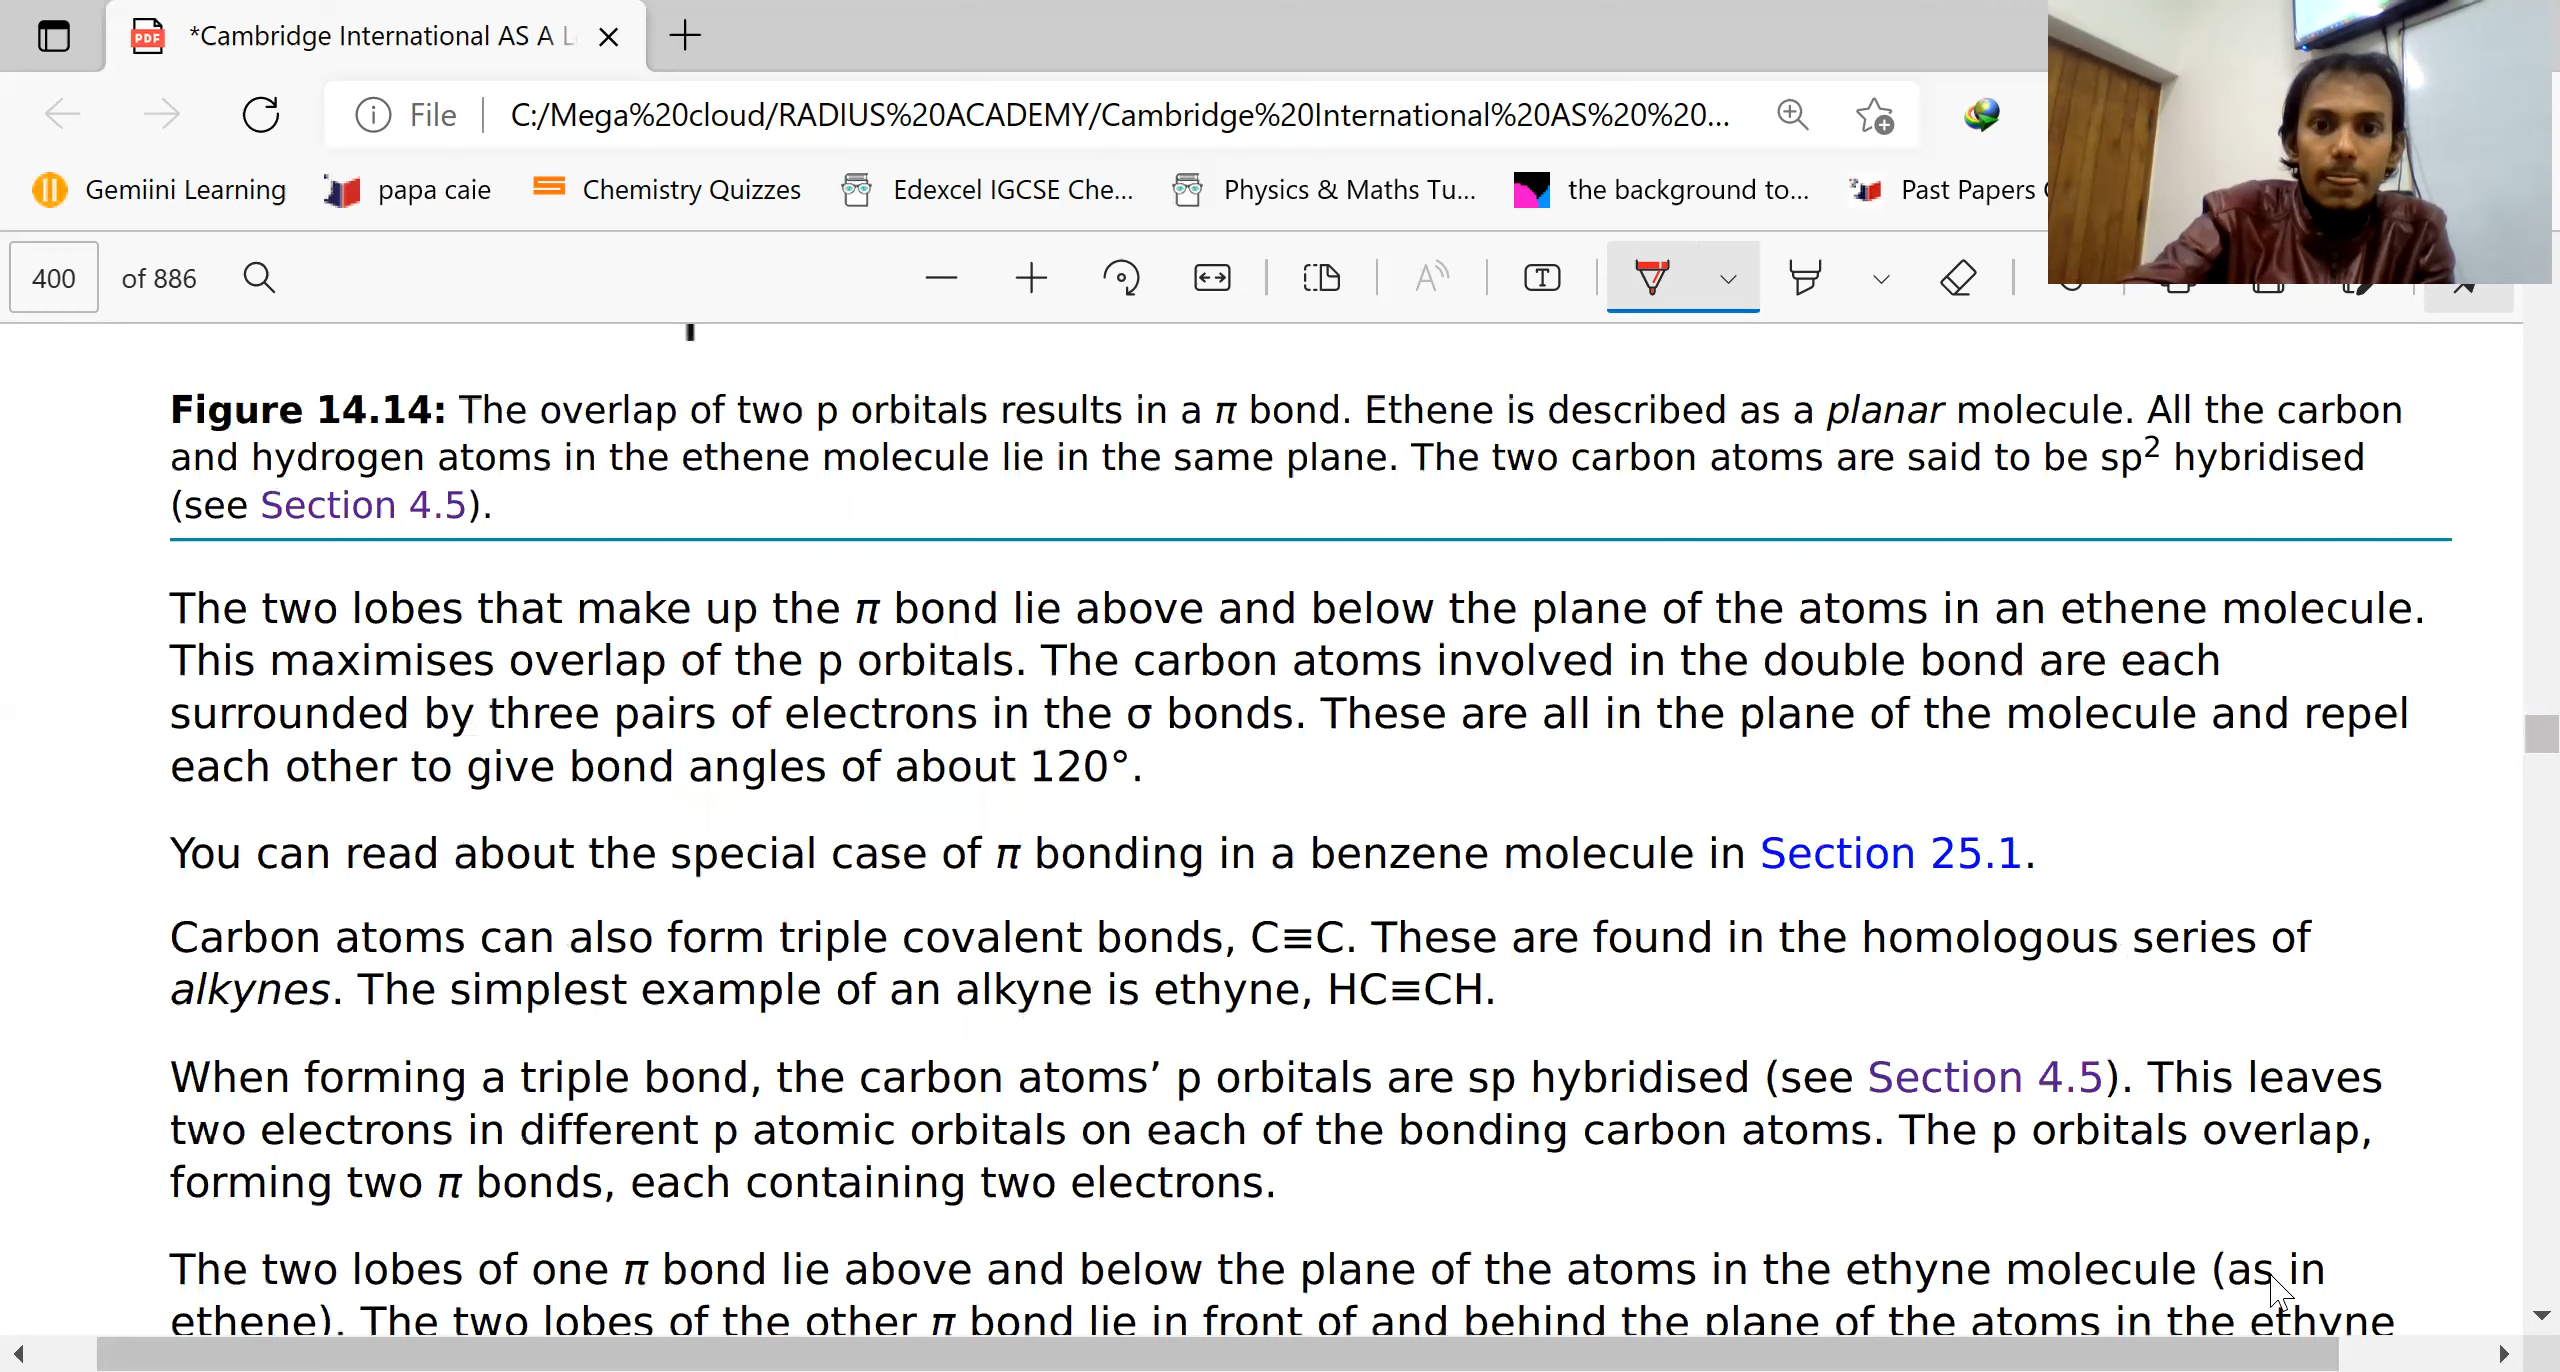 *Cambridge International AS A L
File C:/Mega%20cloud/RADIUS%20ACADEMY/Cambridge%20International%20AS%20%20...
Gemiini Learning papa caie Chemistry Quizzes Edexcel IGCSE Che... Physics & Maths Tu... the background to... Past Papers
400 of 886
Figure 14.14: The overlap of two p orbitals results in a π bond. Ethene is described as a planar molecule. All the carbon
and hydrogen atoms in the ethene molecule lie in the same plane. The two carbon atoms are said to be sp² hybridised
(see Section 4.5).
The two lobes that make up the π bond lie above and below the plane of the atoms in an ethene molecule.
This maximises overlap of the p orbitals. The carbon atoms involved in the double bond are each
surrounded by three pairs of electrons in the σ bonds. These are all in the plane of the molecule and repel
each other to give bond angles of about 120°.
You can read about the special case of π bonding in a benzene molecule in Section 25.1.
Carbon atoms can also form triple covalent bonds, C≡C. These are found in the homologous series of
alkynes. The simplest example of an alkyne is ethyne, HC≡CH.
When forming a triple bond, the carbon atoms’ p orbitals are sp hybridised (see Section 4.5). This leaves
two electrons in different p atomic orbitals on each of the bonding carbon atoms. The p orbitals overlap,
forming two π bonds, each containing two electrons.
The two lobes of one π bond lie above and below the plane of the atoms in the ethyne molecule (as in
ethene). The two lobes of the other π bond lie in front of and behind the plane of the atoms in the ethyne